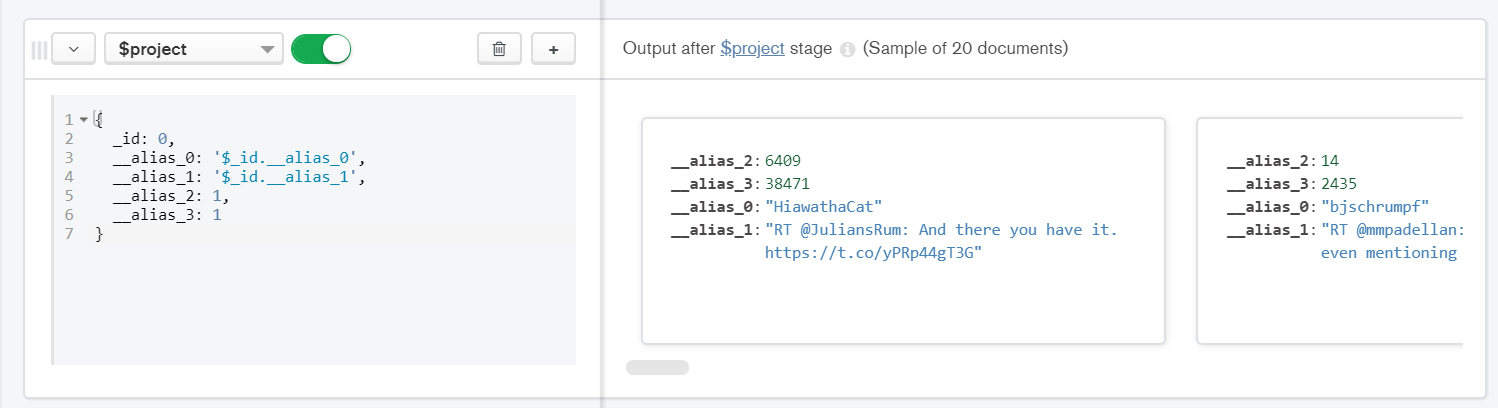 $project
+
Output after $project stage (Sample of 20 documents)
1 {
2 _id: 0,
3 __alias_0: '$_id.__alias_0',
4 __alias_1: '$_id.__alias_1',
5 __alias_2: 1,
6 __alias_3: 1
7 }
__alias_2: 6409
__alias_3: 38471
__alias_0: "HiawathaCat"
__alias_1: "RT @JuliansRum: And there you have it.
https://t.co/yPRp44gT3G"
__alias_2: 14
__alias_3: 2435
__alias_0: "bjschrumpf"
__alias_1: "RT @mmpadellan:
even mentioning